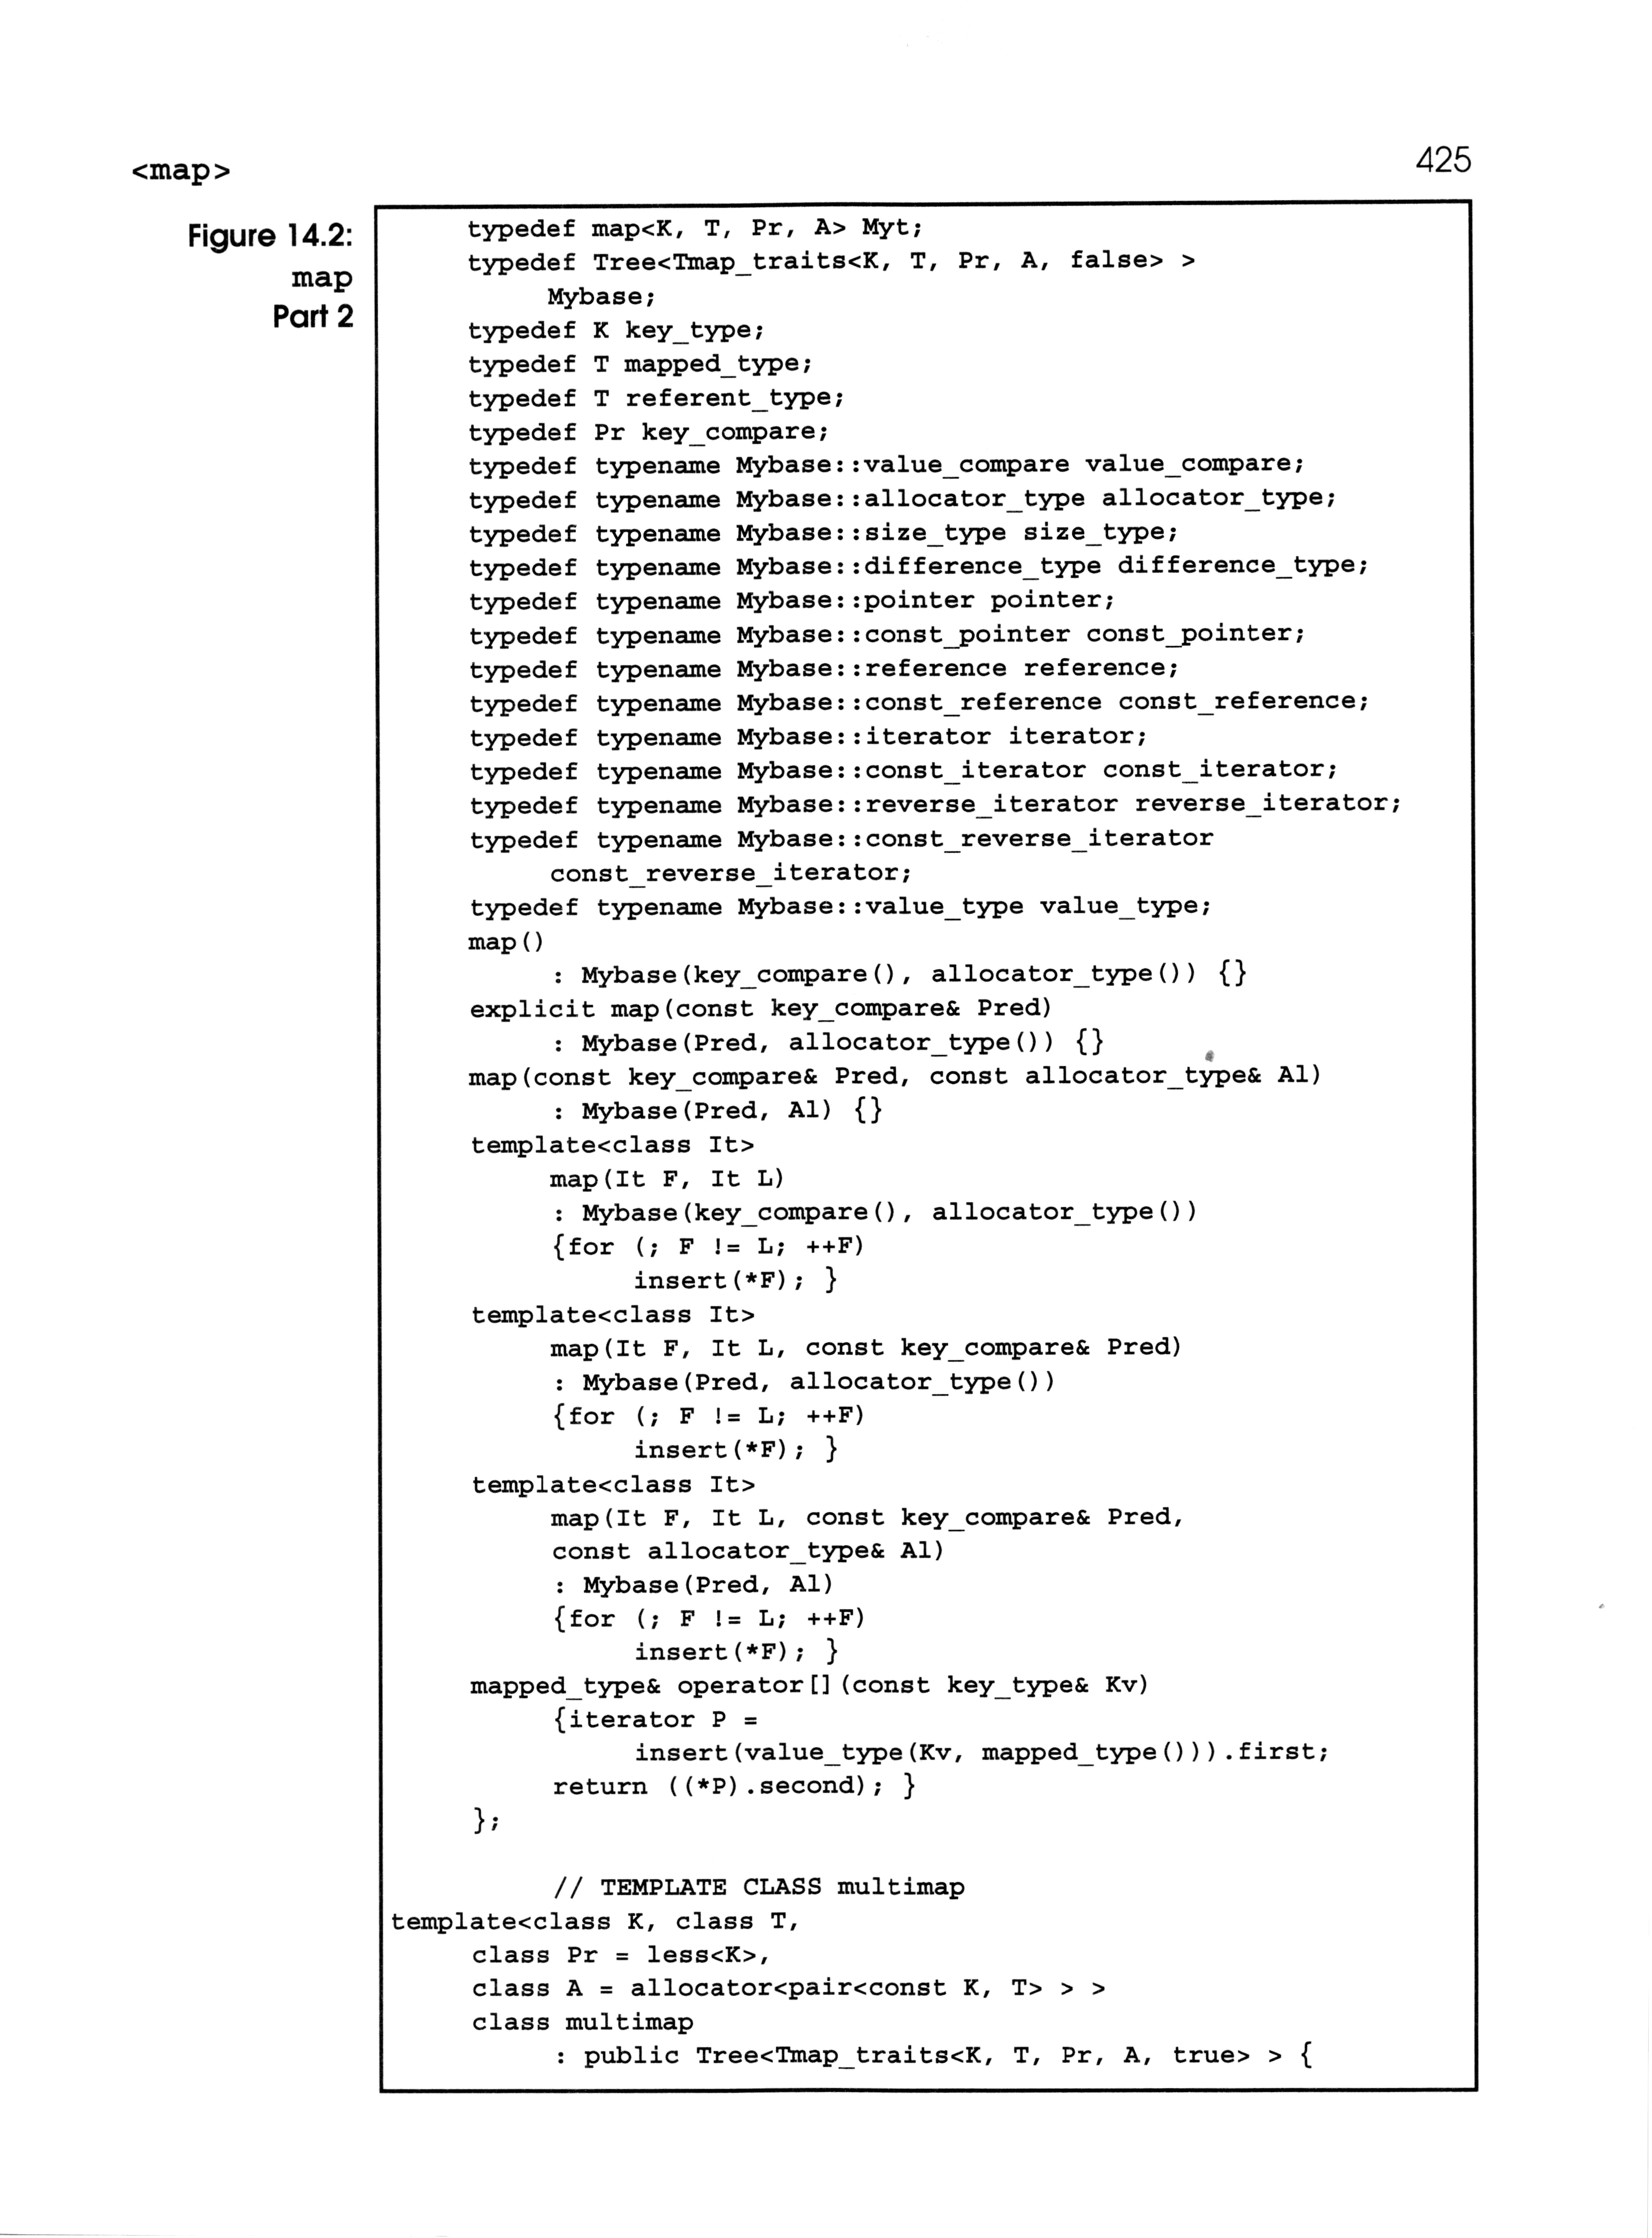 <map>
425
Figure 14.2:
map
Part 2
typedef map<K, T, Pr, A> Myt;
typedef Tree<Tmap_traits<K, T, Pr, A, false> >
Mybase;
typedef K key_type;
typedef T mapped_type;
typedef T referent_type;
typedef Pr key_compare;
typedef typename Mybase::value_compare value_compare;
typedef typename Mybase::allocator_type allocator_type;
typedef typename Mybase::size_type size_type;
typedef typename Mybase::difference_type difference_type;
typedef typename Mybase::pointer pointer;
typedef typename Mybase::const_pointer const_pointer;
typedef typename Mybase::reference reference;
typedef typename Mybase::const_reference const_reference;
typedef typename Mybase::iterator iterator;
typedef typename Mybase::const_iterator const_iterator;
typedef typename Mybase::reverse_iterator reverse_iterator;
typedef typename Mybase::const_reverse_iterator
const_reverse_iterator;
typedef typename Mybase::value_type value_type;
map()
: Mybase(key_compare(), allocator_type()) {}
explicit map(const key_compare& Pred)
: Mybase(Pred, allocator_type()) {}
map(const key_compare& Pred, const allocator_type& Al)
: Mybase(Pred, Al) {}
template<class It>
map(It F, It L)
: Mybase(key_compare(), allocator_type())
{for (; F != L; ++F)
insert(*F); }
template<class It>
map(It F, It L, const key_compare& Pred)
: Mybase(Pred, allocator_type())
{for (; F != L; ++F)
insert(*F); }
template<class It>
map(It F, It L, const key_compare& Pred,
const allocator_type& Al)
: Mybase(Pred, Al)
{for (; F != L; ++F)
insert(*F); }
mapped_type& operator[](const key_type& Kv)
{iterator P =
insert(value_type(Kv, mapped_type())).first;
return ((*P).second); }
};
// TEMPLATE CLASS multimap
template<class K, class T,
class Pr = less<K>,
class A = allocator<pair<const K, T> > >
class multimap
: public Tree<Tmap_traits<K, T, Pr, A, true> > {